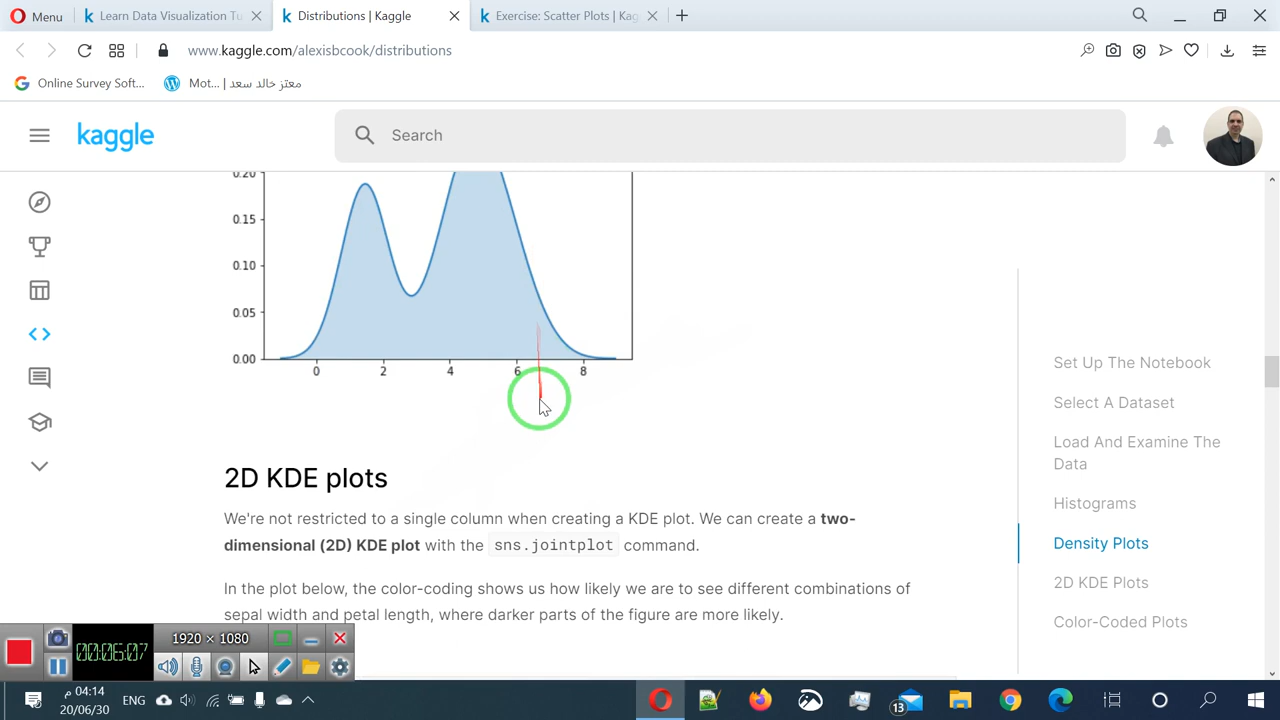 Menu
Learn Data Visualization Tu
Distributions | Kaggle
Exercise: Scatter Plots | Kag
www.kaggle.com/alexisbcook/distributions
Online Survey Soft...
Mot... | معتز خالد سعد
kaggle
Search
0.20
0.15
0.10
0.05
0.00
0 2 4 6 8
2D KDE plots
We're not restricted to a single column when creating a KDE plot. We can create a two-
dimensional (2D) KDE plot with the sns.jointplot command.
In the plot below, the color-coding shows us how likely we are to see different combinations of
sepal width and petal length, where darker parts of the figure are more likely.
Set Up The Notebook
Select A Dataset
Load And Examine The
Data
Histograms
Density Plots
2D KDE Plots
Color-Coded Plots
1920 × 1080
00:06:07
04:14 م
20/06/30
ENG
13